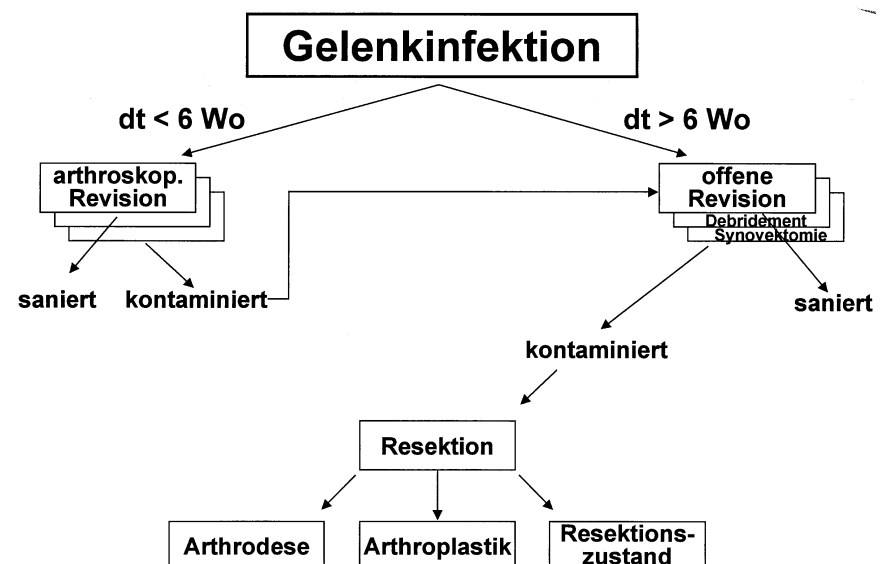 Gelenkinfektion
dt < 6 Wo
dt > 6 Wo
arthroskop.
Revision
offene
Revision
Debridement
Synovektomie
saniert
kontaminiert
saniert
kontaminiert
Resektion
Arthrodese
Arthroplastik
Resektions-
zustand